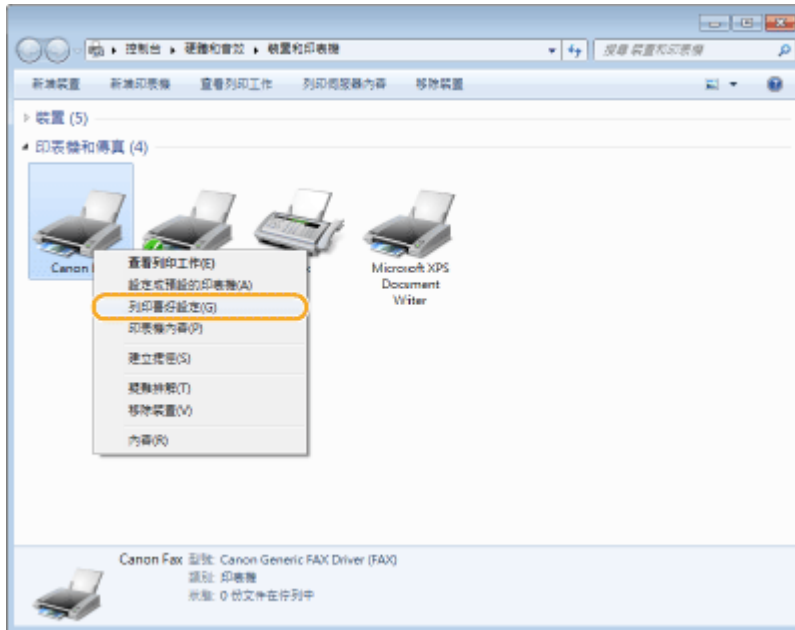 控制台 ▸ 硬體和音效 ▸ 裝置和印表機
搜尋 裝置和印表機
新增裝置 新增印表機 查看列印工作 列印伺服器內容 移除裝置
裝置 (5)
印表機和傳真 (4)
Canon
Microsoft XPS
Document
Writer
查看列印工作(E)
設定成預設的印表機(A)
列印喜好設定(G)
印表機內容(P)
建立捷徑(S)
疑難排解(T)
移除裝置(V)
內容(R)
Canon Fax 型號: Canon Generic FAX Driver (FAX)
類別: 印表機
狀態: 0 份文件在佇列中